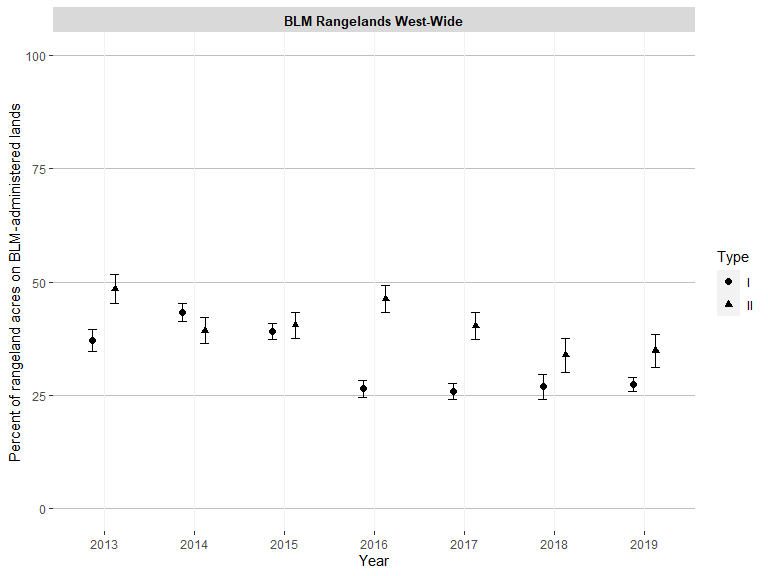 BLM Rangelands West-Wide
Percent of rangeland acres on BLM-administered lands
100
75
50
25
0
2013 2014 2015 2016 2017 2018 2019
Year
Type
I
II